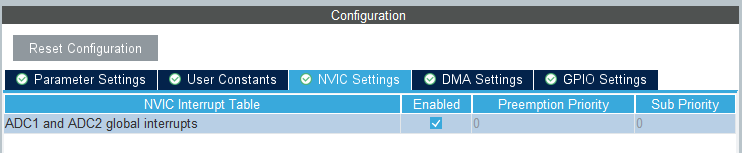 Configuration
Reset Configuration
Parameter Settings User Constants NVIC Settings DMA Settings GPIO Settings
NVIC Interrupt Table Enabled Preemption Priority Sub Priority
ADC1 and ADC2 global interrupts 0 0